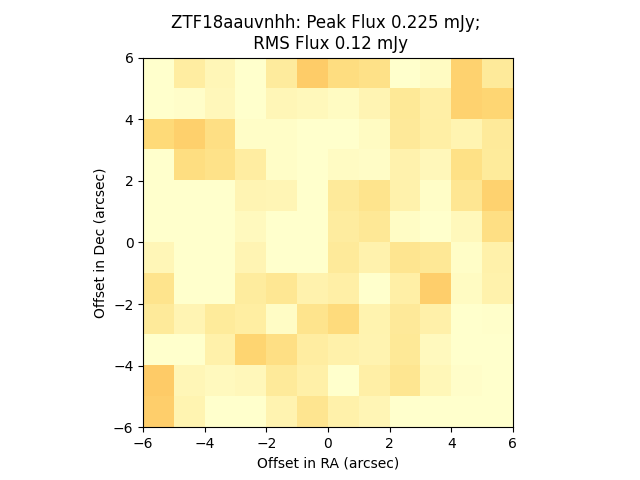 ZTF18aauvnhh: Peak Flux 0.225 mJy;
RMS Flux 0.12 mJy
6
4
2
0
−2
−4
−6
Offset in Dec (arcsec)
−6 −4 −2 0 2 4 6
Offset in RA (arcsec)